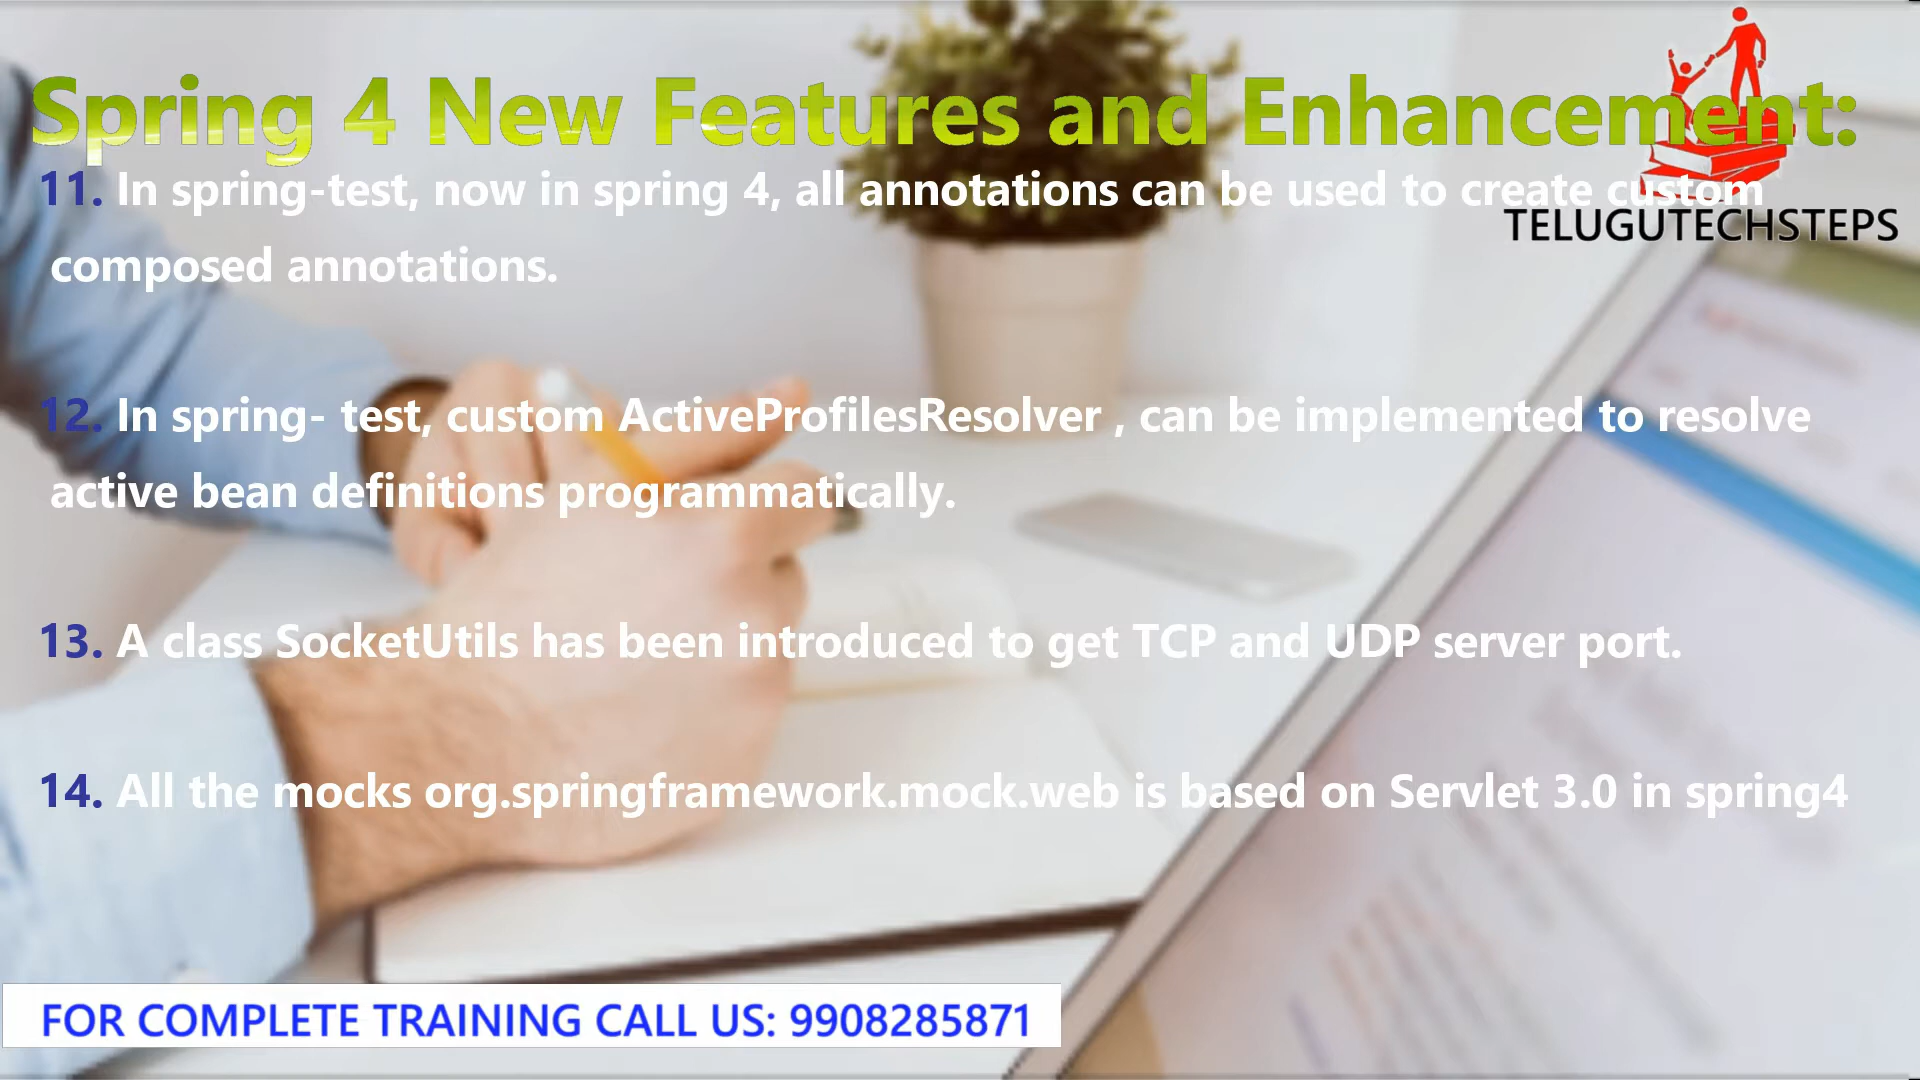 Spring 4 New Features and Enhancement:
11. In spring-test, now in spring 4, all annotations can be used to create custom
TELUGUTECHSTEPS
composed annotations.
12. In spring- test, custom ActiveProfilesResolver , can be implemented to resolve
active bean definitions programmatically.
13. A class SocketUtils has been introduced to get TCP and UDP server port.
14. All the mocks org.springframework.mock.web is based on Servlet 3.0 in spring4
FOR COMPLETE TRAINING CALL US: 9908285871